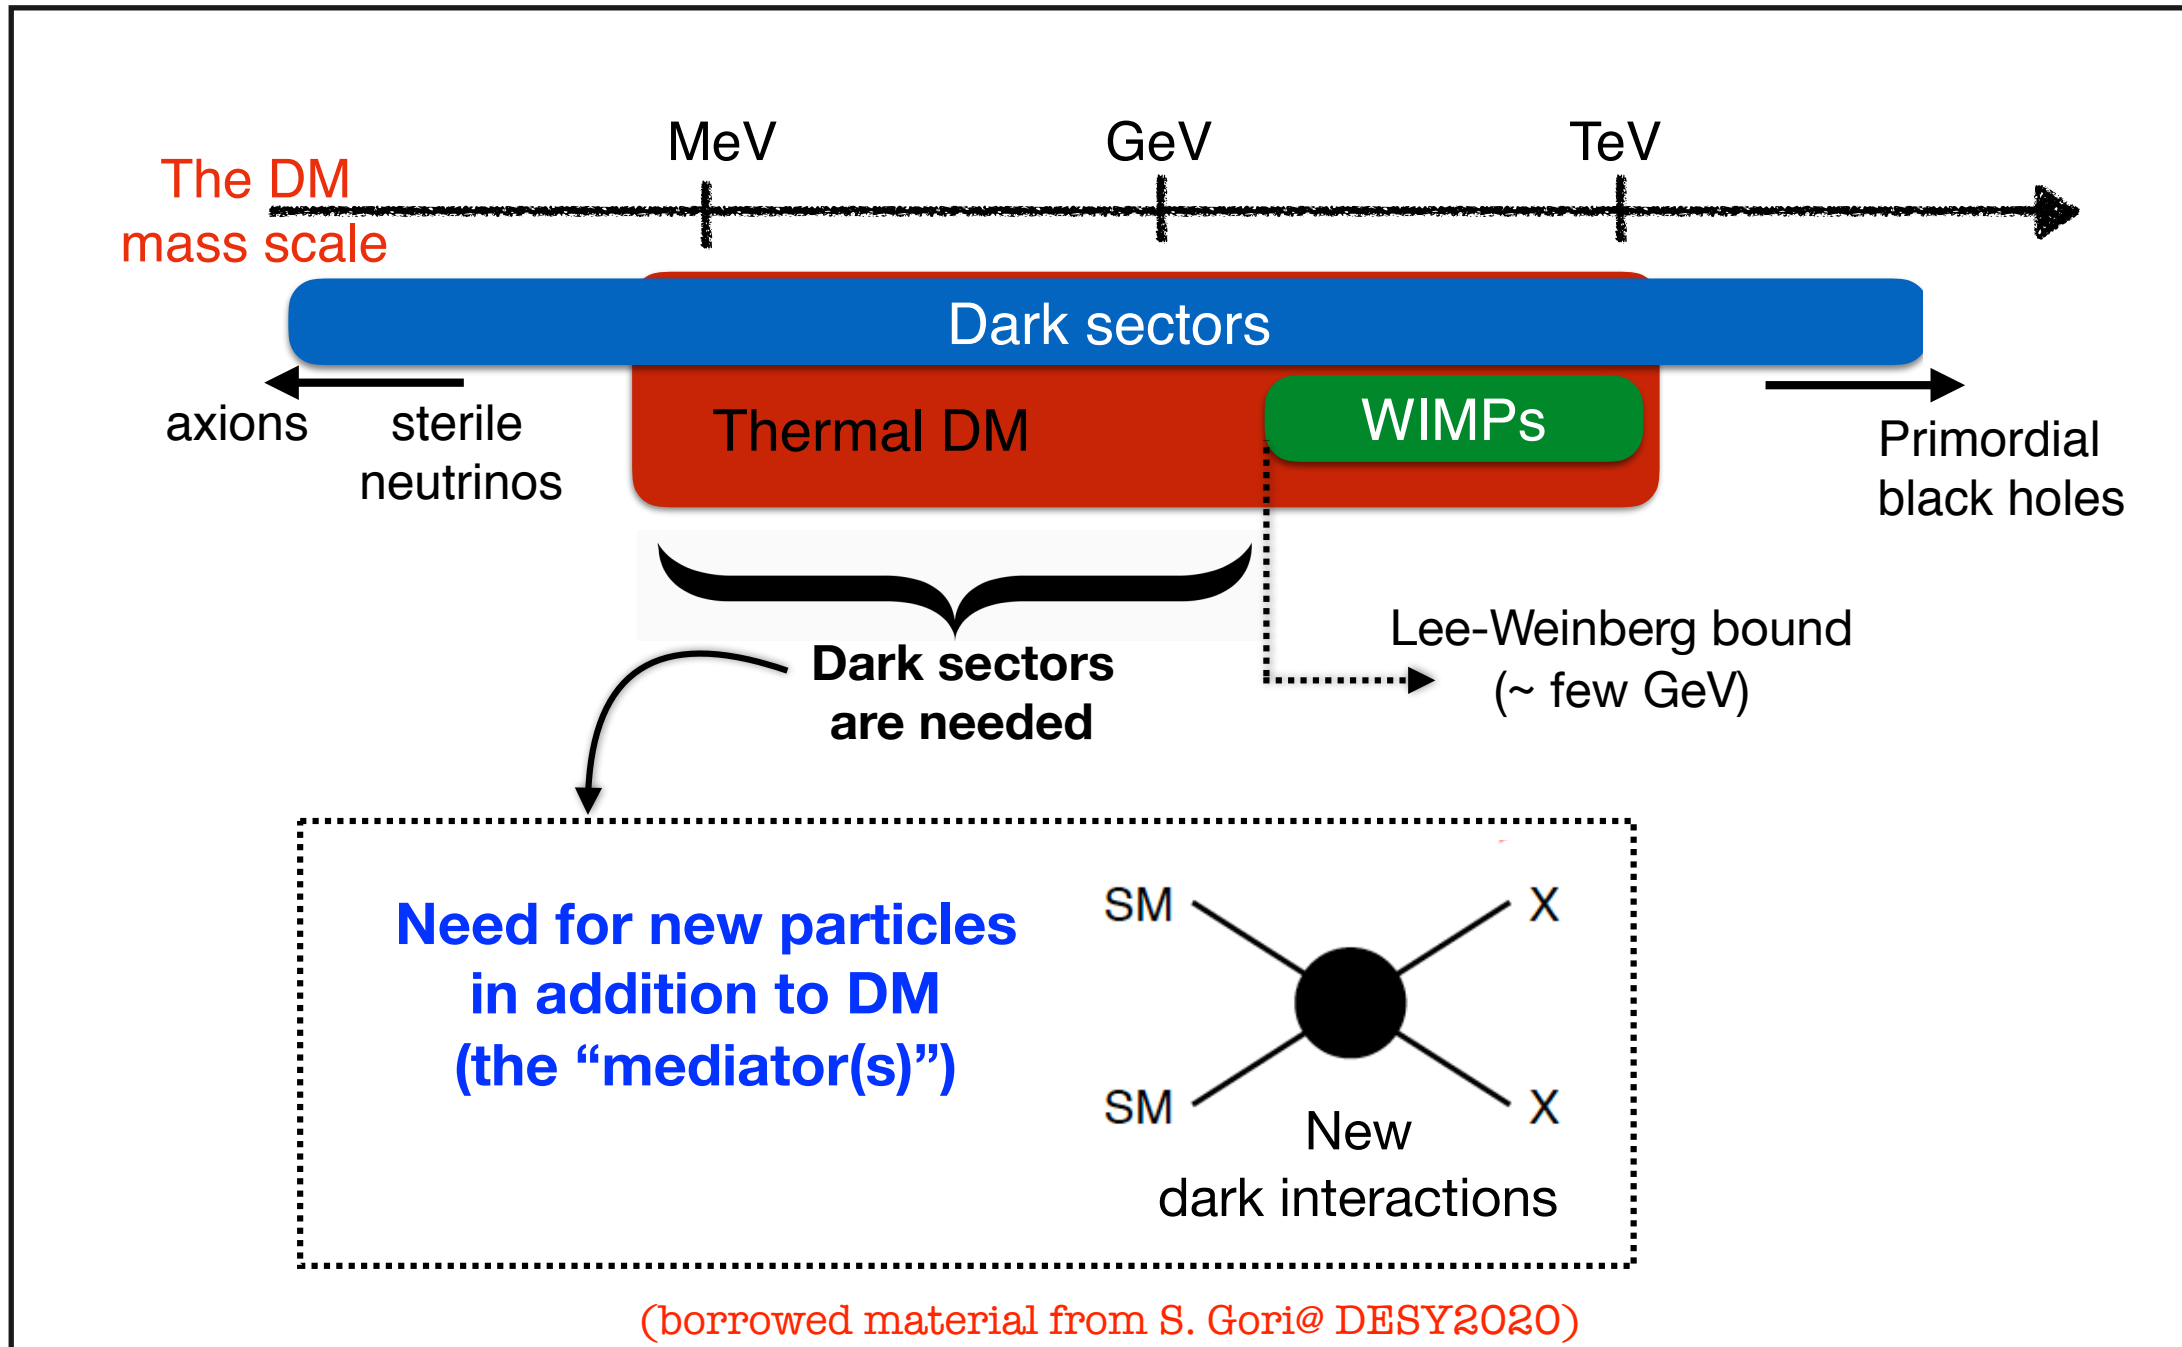 MeV
GeV
TeV
The DM
mass scale
Dark sectors
axions
sterile
neutrinos
Thermal DM
WIMPs
Primordial
black holes
Dark sectors
are needed
Lee-Weinberg bound
(~ few GeV)
Need for new particles
in addition to DM
(the “mediator(s)”)
SM
X
SM
X
New
dark interactions
(borrowed material from S. Gori@ DESY2020)